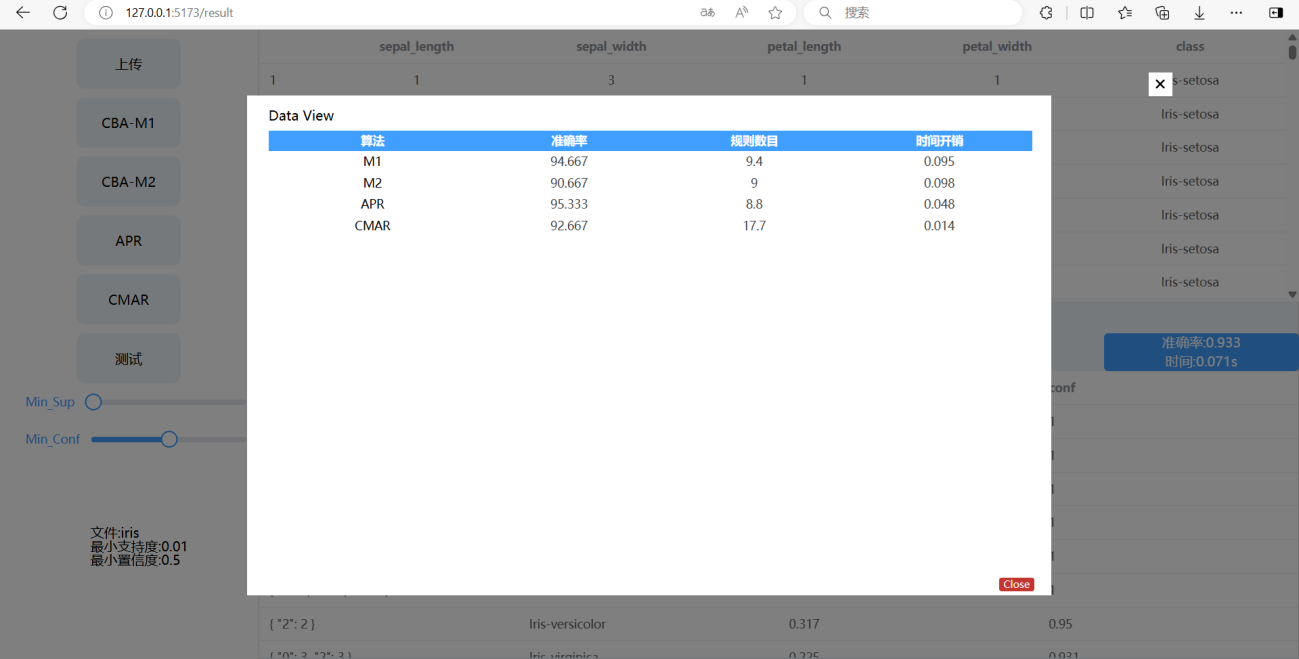 127.0.0.1:5173/result
搜索
上传
CBA-M1
CBA-M2
APR
CMAR
测试
Min_Sup
Min_Conf
文件:iris
最小支持度:0.01
最小置信度:0.5
sepal_length sepal_width petal_length petal_width class
1 1 3 1 1 s-setosa
Iris-setosa
Iris-setosa
Iris-setosa
Iris-setosa
Iris-setosa
Iris-setosa
Data View
算法 准确率 规则数目 时间开销
M1 94.667 9.4 0.095
M2 90.667 9 0.098
APR 95.333 8.8 0.048
CMAR 92.667 17.7 0.014
Close
准确率:0.933
时间:0.071s
conf
{ "2": 2 } Iris-versicolor 0.317 0.95
{ "0": 3, "2": 3 } Iris-virginica 0.225 0.931